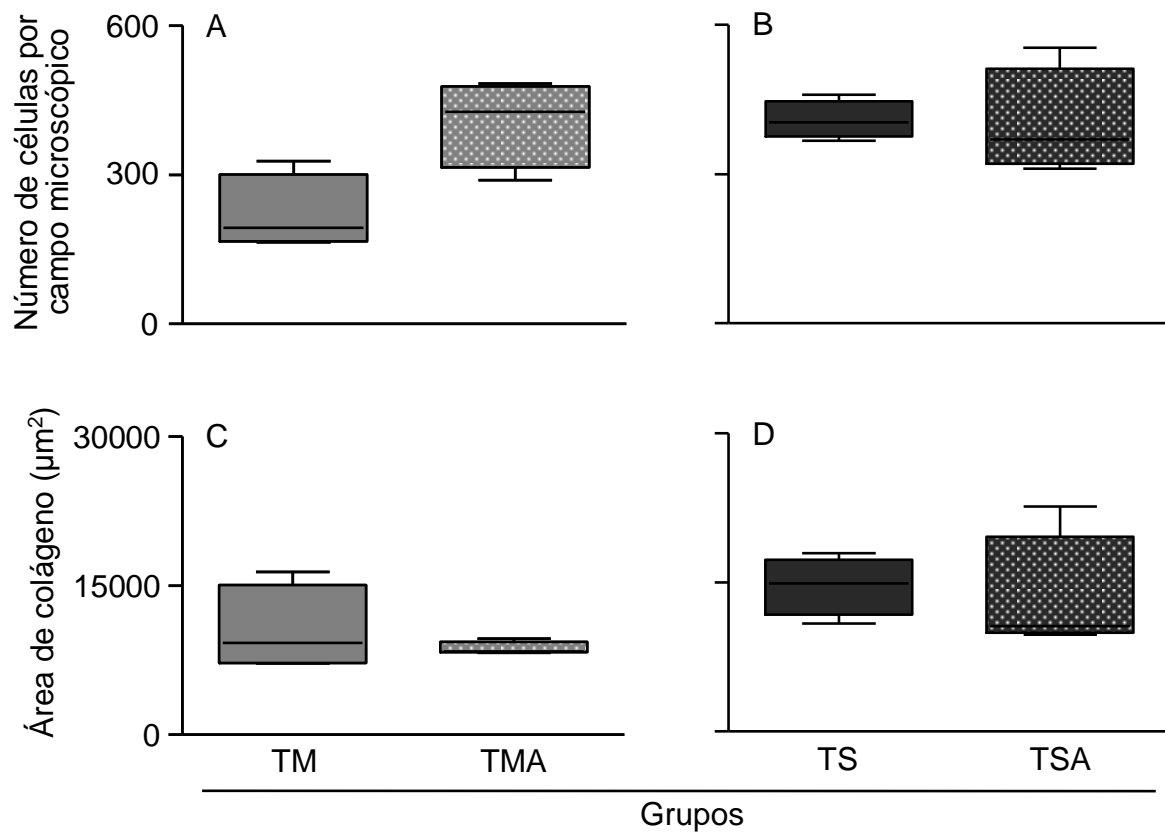 Número de células por
campo microscópico
600
300
0
A
B
Área de colágeno (µm²)
30000
15000
0
C
D
TM
TMA
TS
TSA
Grupos